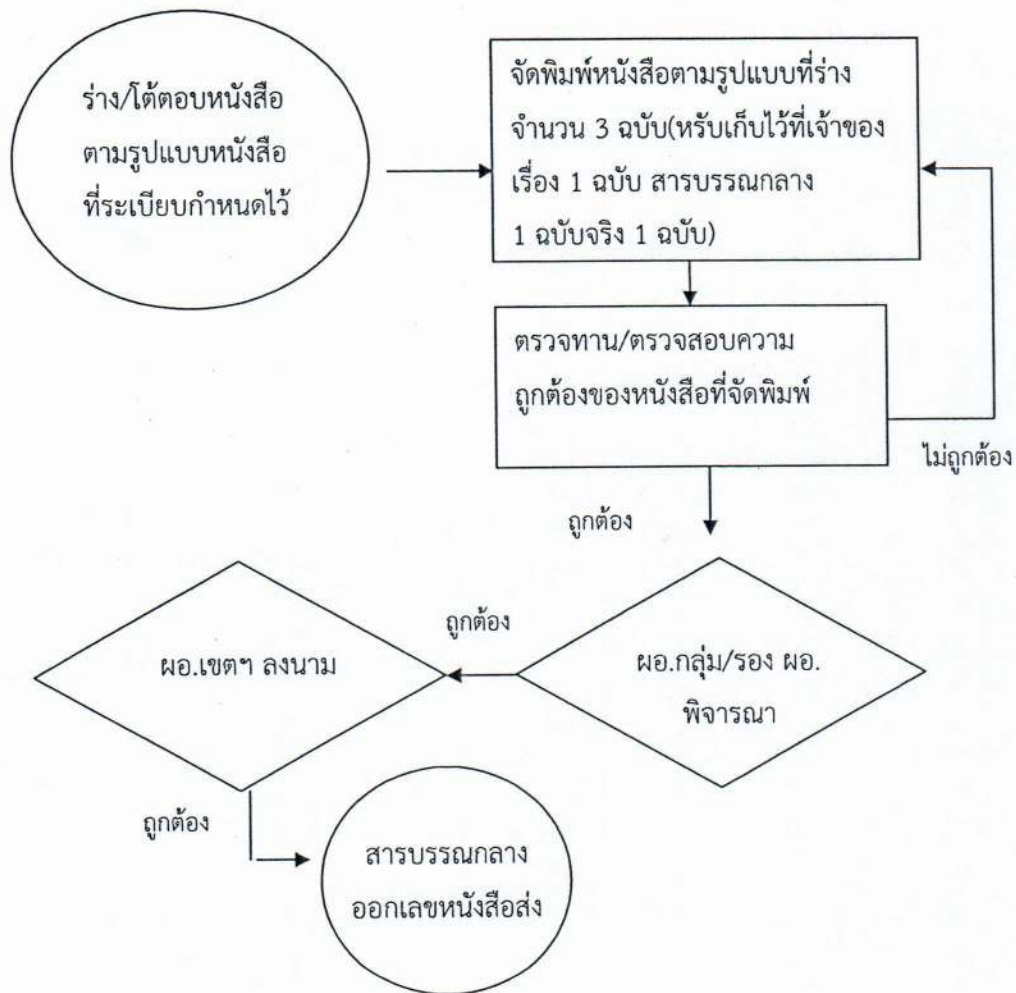 ร่าง/โต้ตอบหนังสือ
ตามรูปแบบหนังสือ
ที่ระเบียบกำหนดไว้
จัดพิมพ์หนังสือตามรูปแบบที่ร่าง
จำนวน 3 ฉบับ(หรับเก็บไว้ที่เจ้าของ
เรื่อง 1 ฉบับ สารบรรณกลาง
1 ฉบับจริง 1 ฉบับ)
ตรวจทาน/ตรวจสอบความ
ถูกต้องของหนังสือที่จัดพิมพ์
ไม่ถูกต้อง
ถูกต้อง
ผอ.กลุ่ม/รอง ผอ.
พิจารณา
ถูกต้อง
ผอ.เขตฯ ลงนาม
ถูกต้อง
สารบรรณกลาง
ออกเลขหนังสือส่ง